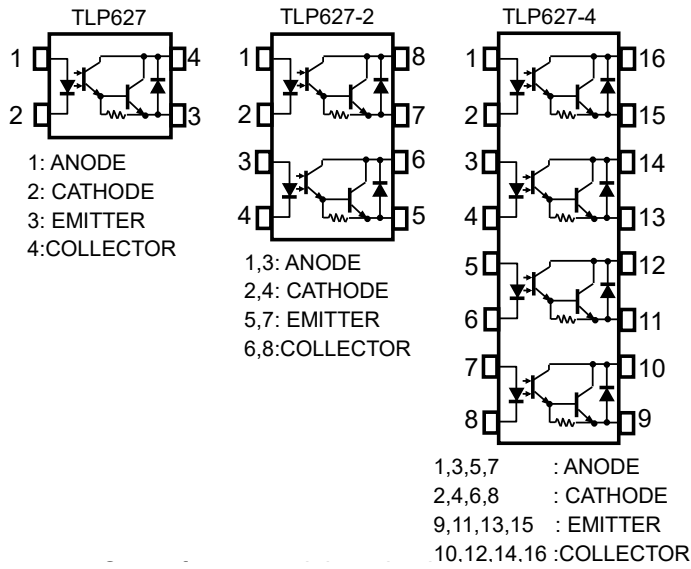 TLP627
1
4
2
3
1: ANODE
2: CATHODE
3: EMITTER
4:COLLECTOR
TLP627-2
1
8
2
7
3
6
4
5
1,3: ANODE
2,4: CATHODE
5,7: EMITTER
6,8:COLLECTOR
TLP627-4
1
16
2
15
3
14
4
13
5
12
6
11
7
10
8
9
1,3,5,7 : ANODE
2,4,6,8 : CATHODE
9,11,13,15 : EMITTER
10,12,14,16 :COLLECTOR